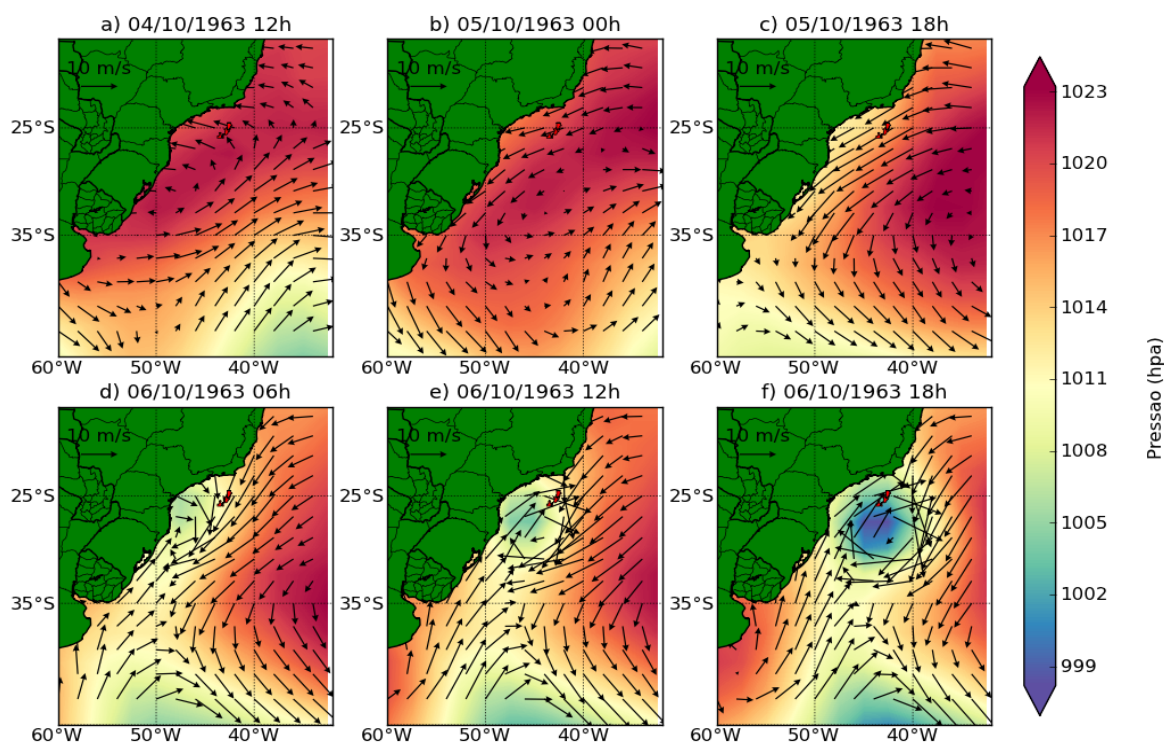 a) 04/10/1963 12h
b) 05/10/1963 00h
c) 05/10/1963 18h
10 m/s
10 m/s
10 m/s
25°S
25°S
25°S
35°S
35°S
35°S
60°W
50°W
40°W
60°W
50°W
40°W
60°W
50°W
40°W
d) 06/10/1963 06h
e) 06/10/1963 12h
f) 06/10/1963 18h
10 m/s
10 m/s
10 m/s
25°S
25°S
25°S
35°S
35°S
35°S
60°W
50°W
40°W
60°W
50°W
40°W
60°W
50°W
40°W
1023
1020
1017
1014
1011
1008
1005
1002
999
Pressao (hpa)